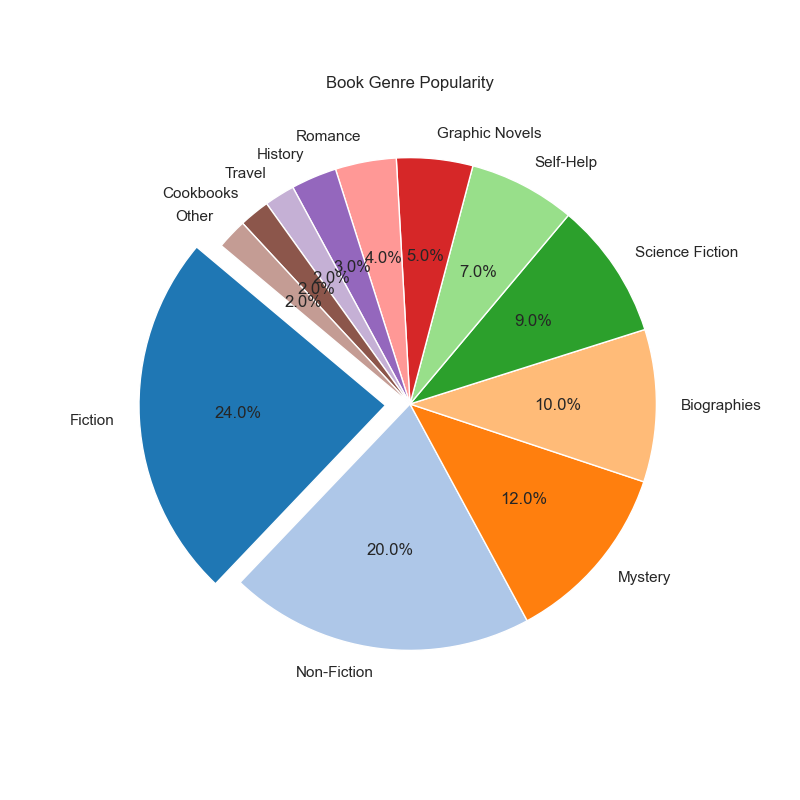 Book Genre Popularity
Fiction
24.0%
Non-Fiction
20.0%
Mystery
12.0%
Biographies
10.0%
Science Fiction
9.0%
Self-Help
7.0%
Graphic Novels
5.0%
Romance
4.0%
History
3.0%
Travel
2.0%
Cookbooks
2.0%
Other
2.0%